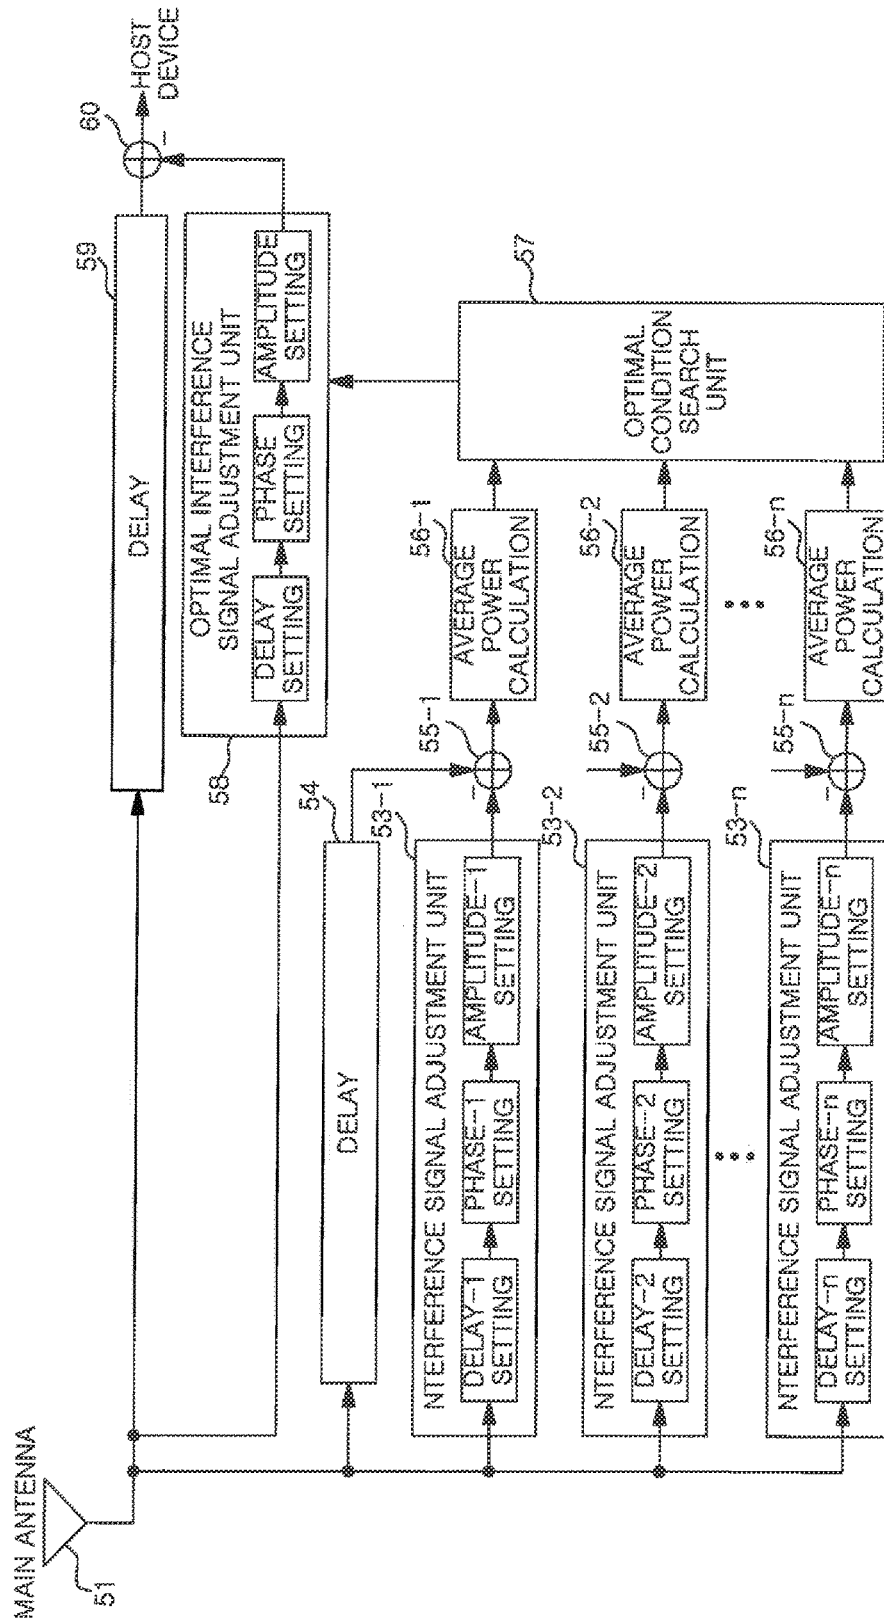 MAIN ANTENNA
51
59
DELAY
60
HOST
DEVICE
58
OPTIMAL INTERFERENCE
SIGNAL ADJUSTMENT UNIT
DELAY
SETTING
PHASE
SETTING
AMPLITUDE
SETTING
54
DELAY
53-1
NTERFERENCE SIGNAL ADJUSTMENT UNIT
DELAY-1
SETTING
PHASE-1
SETTING
AMPLITUDE-1
SETTING
55-1
56-1
AVERAGE
POWER
CALCULATION
57
OPTIMAL
CONDITION
SEARCH
UNIT
53-2
NTERFERENCE SIGNAL ADJUSTMENT UNIT
DELAY-2
SETTING
PHASE-2
SETTING
AMPLITUDE-2
SETTING
55-2
56-2
AVERAGE
POWER
CALCULATION
53-n
NTERFERENCE SIGNAL ADJUSTMENT UNIT
DELAY-n
SETTING
PHASE-n
SETTING
AMPLITUDE-n
SETTING
55-n
56-n
AVERAGE
POWER
CALCULATION